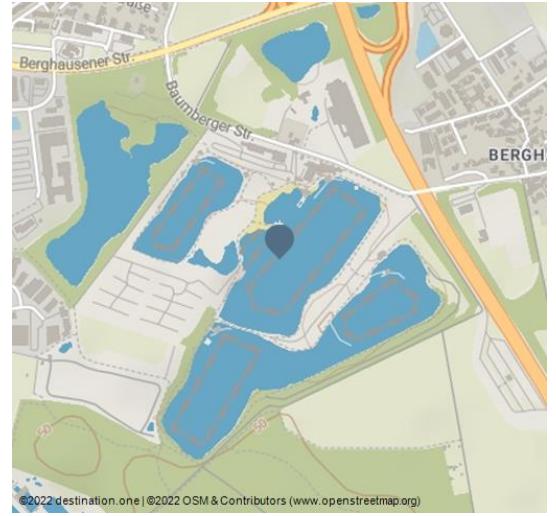 Berghausener Str.
Baumberger Str.
BERGH
50
50
©2022 destination.one | ©2022 OSM & Contributors (www.openstreetmap.org)